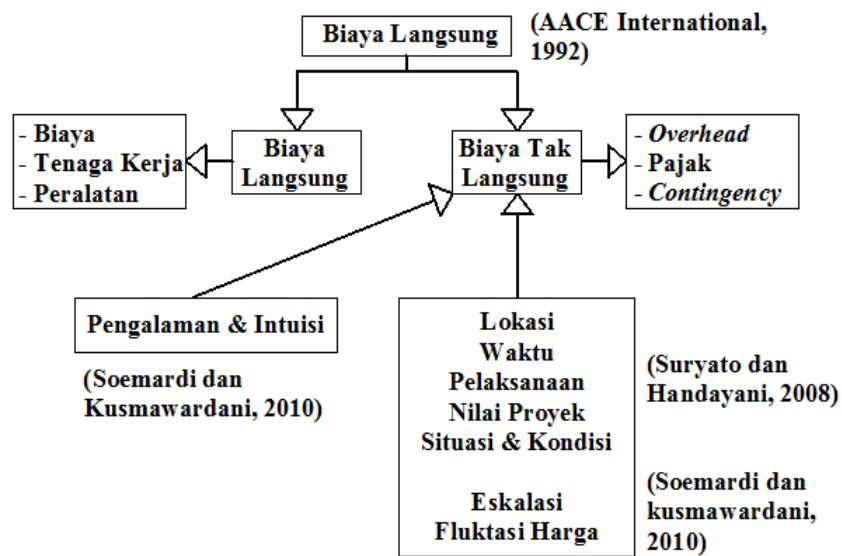 Biaya Langsung
(AACE International,
1992)
- Biaya
- Tenaga Kerja
- Peralatan
Biaya
Langsung
Biaya Tak
Langsung
- Overhead
- Pajak
- Contingency
Pengalaman & Intuisi
(Soemardi dan
Kusmawardani, 2010)
Lokasi
Waktu
Pelaksanaan
Nilai Proyek
Situasi & Kondisi
Eskalasi
Fluktasi Harga
(Suryato dan
Handayani, 2008)
(Soemardi dan
kusmawardani,
2010)